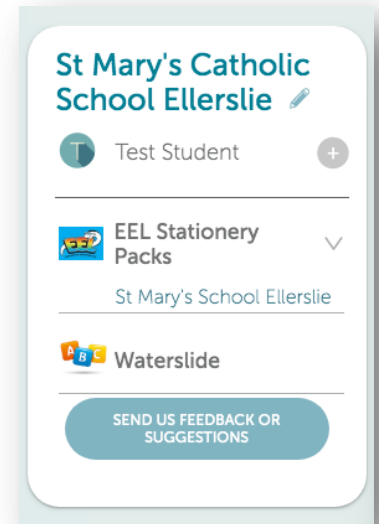 St Mary's Catholic
School Ellerslie
T Test Student
EEL Stationery
Packs
St Mary's School Ellerslie
A B C Waterslide
SEND US FEEDBACK OR
SUGGESTIONS